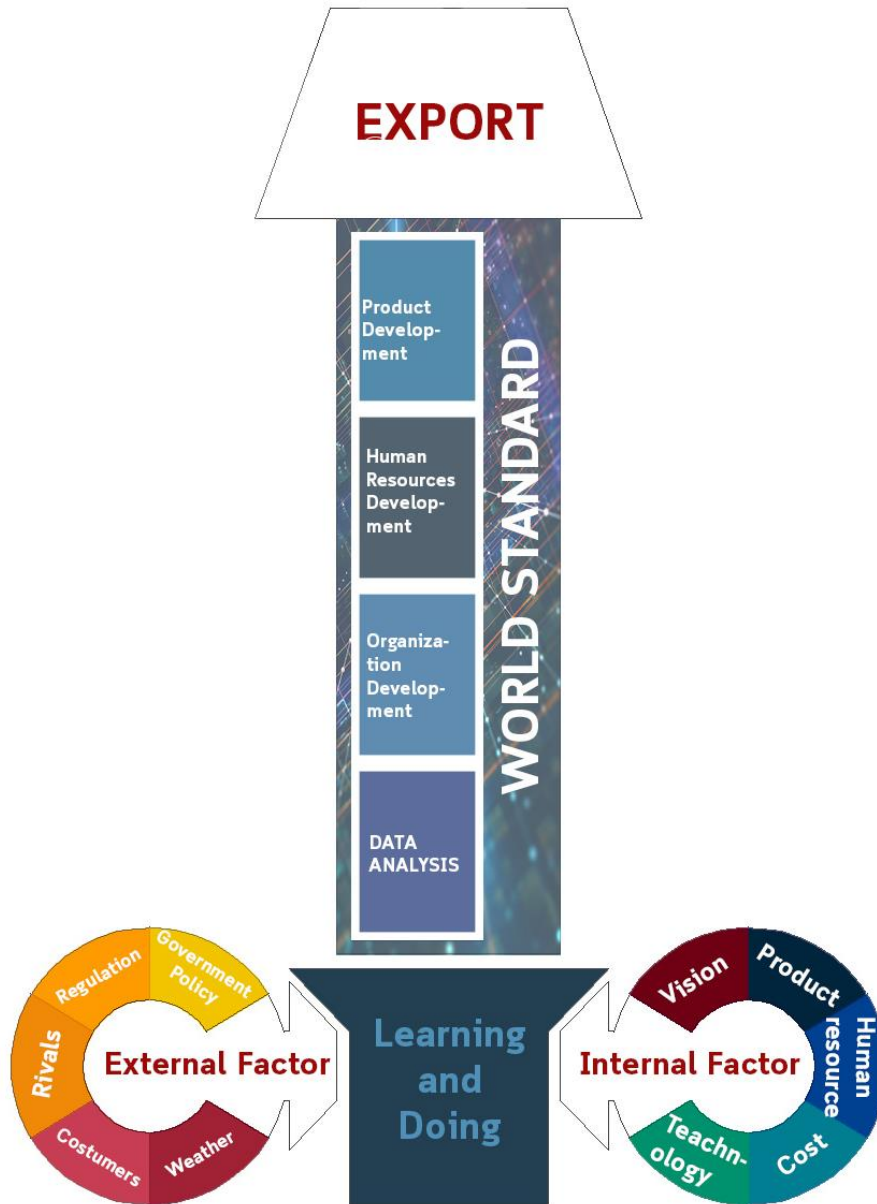 EXPORT
Product
Develop-
ment
Human
Resources
Develop-
ment
Organiza-
tion
Develop-
ment
DATA
ANALYSIS
WORLD STANDARD
Government
Policy
Regulation
Rivals
Costumers
Weather
External Factor
Learning
and
Doing
Internal Factor
Vision
Product
Human
resource
Cost
Teachn-
ology